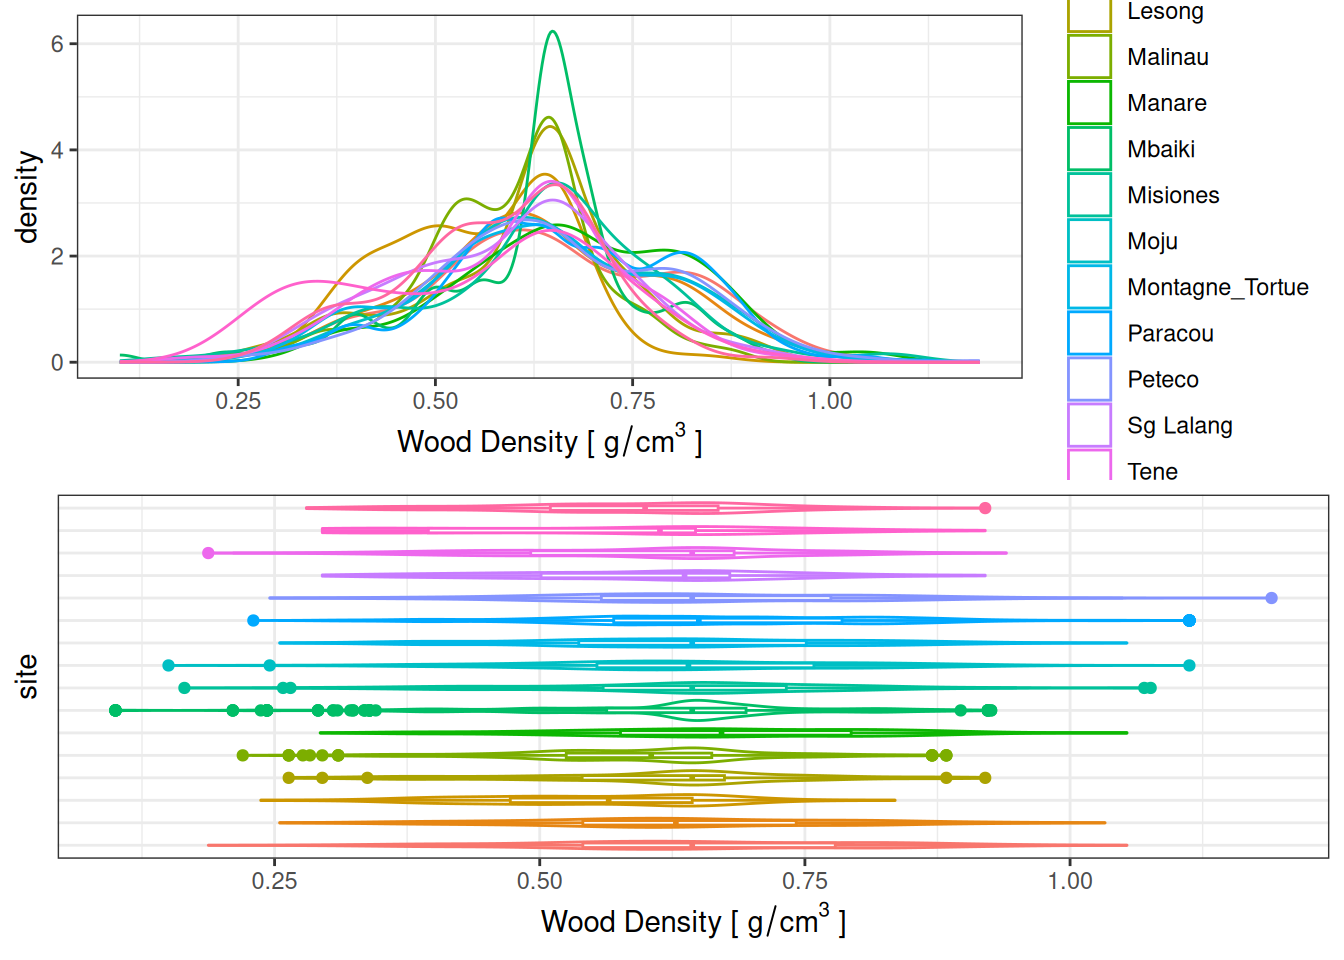 6
4
2
0
density
0.25 0.50 0.75 1.00
Wood Density [ g/cm3 ]
Lesong
Malinau
Manare
Mbaiki
Misiones
Moju
Montagne_Tortue
Paracou
Peteco
Sg Lalang
Tene
site
0.25 0.50 0.75 1.00
Wood Density [ g/cm3 ]